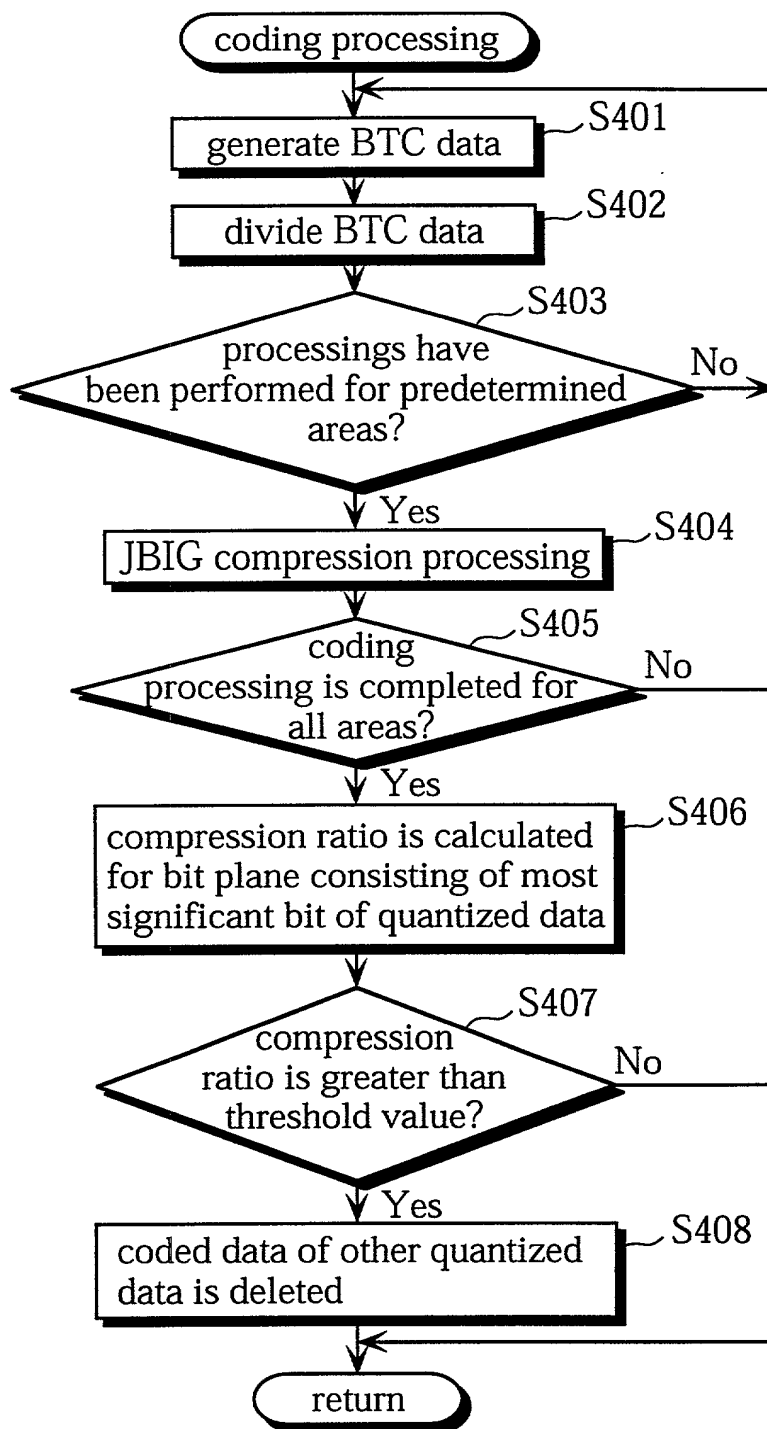 coding processing
S401
generate BTC data
S402
divide BTC data
S403
processings have
been performed for predetermined
areas?
No
Yes
S404
JBIG compression processing
S405
coding
processing is completed for
all areas?
No
Yes
S406
compression ratio is calculated
for bit plane consisting of most
significant bit of quantized data
S407
compression
ratio is greater than
threshold value?
No
Yes
S408
coded data of other quantized
data is deleted
return